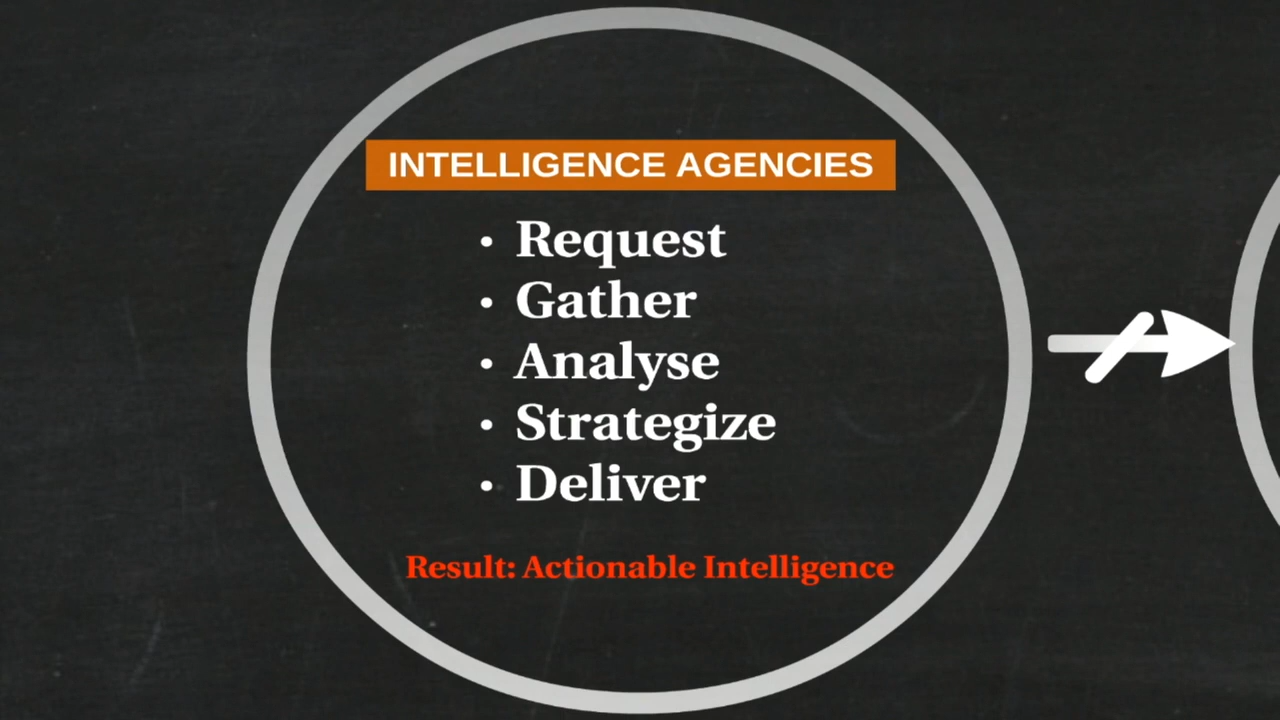 INTELLIGENCE AGENCIES
• Request
• Gather
• Analyse
• Strategize
• Deliver
Result: Actionable Intelligence